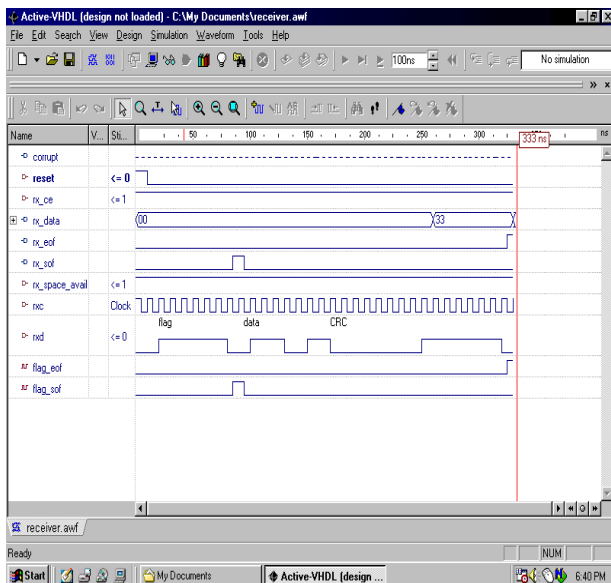 Active-VHDL (design not loaded) - C:\My Documents\receiver.awf
File Edit Search View Design Simulation Waveform Tools Help
100ns No simulation
Name V... Sti... 50 100 150 200 250 300 ns
333 ns
corrupt
reset <= 0
rx_ce <= 1
rx_data 00 33
rx_eof
rx_sof
rx_space_avail <= 1
rxc Clock
flag data CRC
rxd <= 0
flag_eof
flag_sof
receiver.awf
Ready NUM
Start My Documents Active-VHDL (design ... 6:40 PM